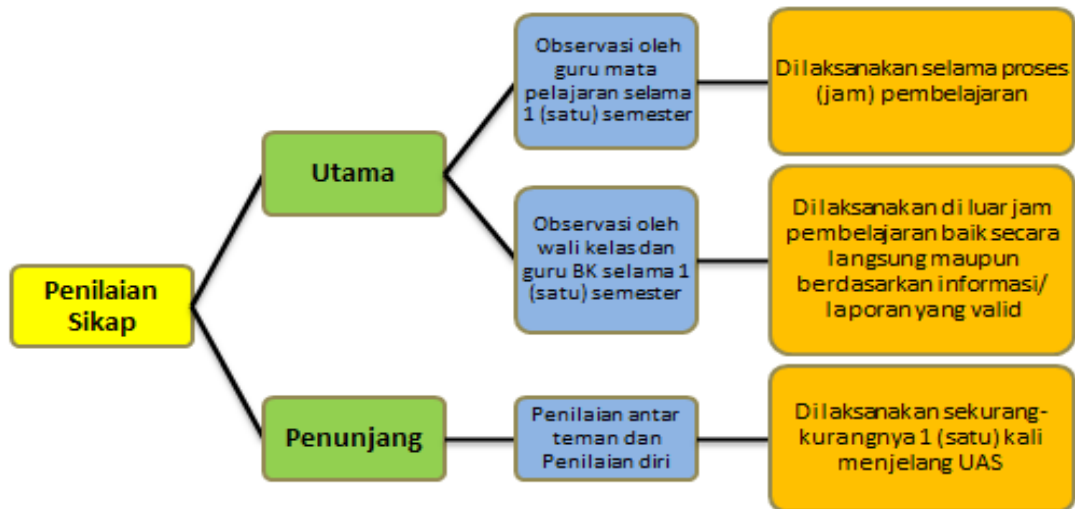 Penilaian
Sikap
Utama
Observasi oleh
guru mata
pelajaran selama
1 (satu) semester
Dilaksanakan selama proses
(jam) pembelajaran
Observasi oleh
wali kelas dan
guru BK selama 1
(satu) semester
Dilaksanakan di luar jam
pembelajaran baik secara
langsung maupun
berdasarkan informasi/
laporan yang valid
Penunjang
Penilaian antar
teman dan
Penilaian diri
Dilaksanakan sekurang-
kurangnya 1 (satu) kali
menjelang UAS